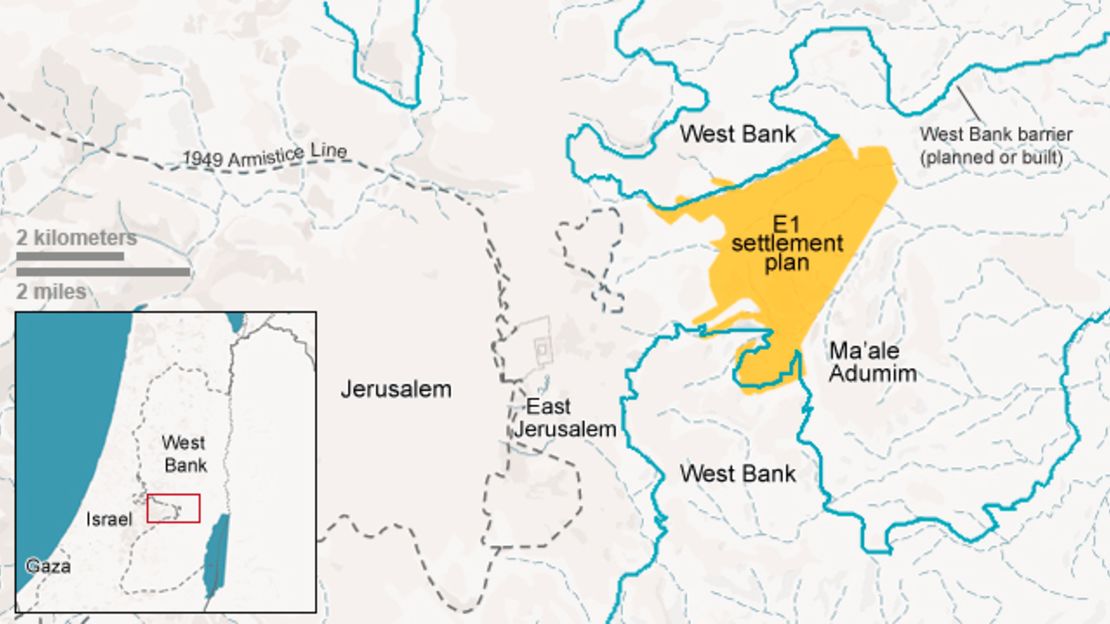 West Bank
West Bank barrier
(planned or built)
1949 Armistice Line
E1
settlement
plan
2 kilometers
2 miles
Ma'ale
Adumim
Jerusalem
East
Jerusalem
West Bank
West
Bank
Israel
Gaza